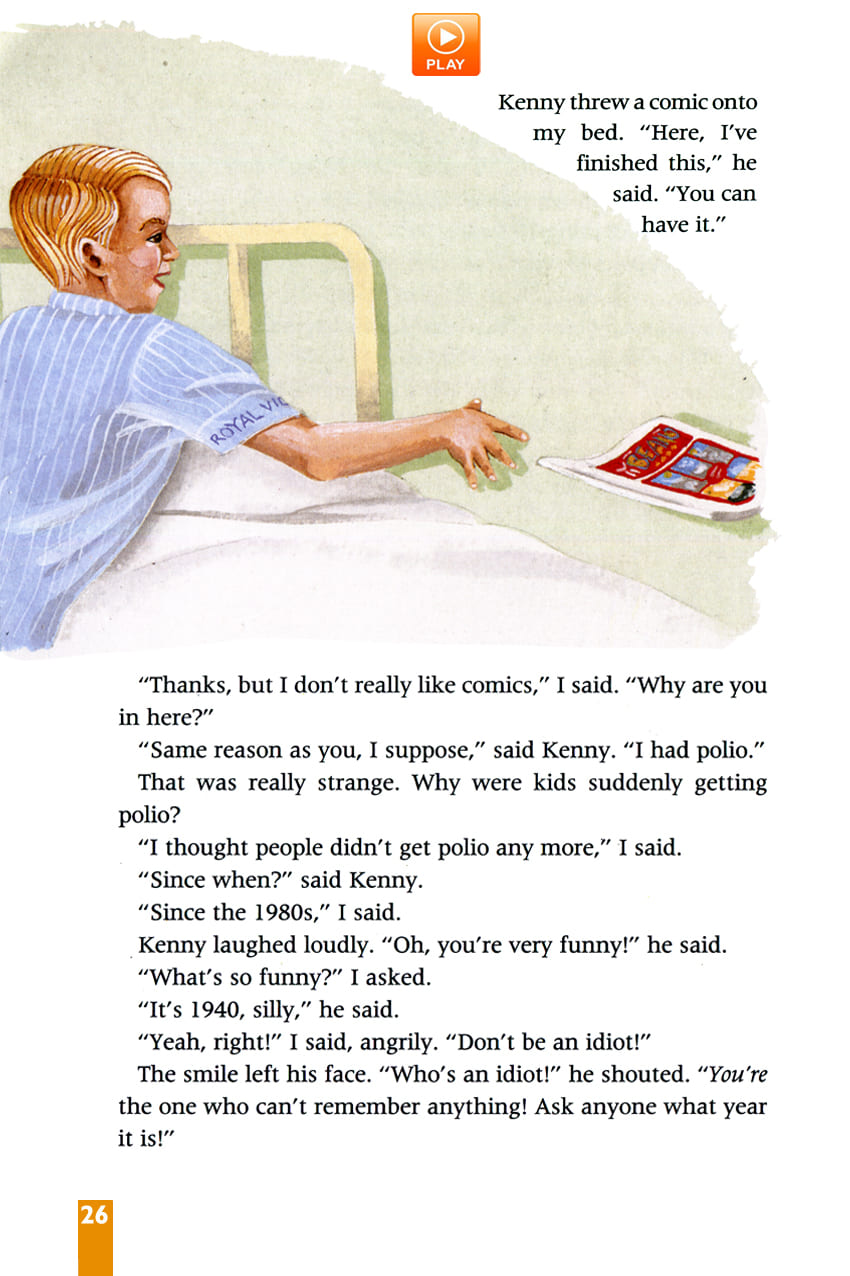 PLAY
Kenny threw a comic onto
my bed. “Here, I’ve
finished this,” he
said. “You can
have it.”
ROYAL VIC
BEANO
“Thanks, but I don’t really like comics,” I said. “Why are you
in here?”
“Same reason as you, I suppose,” said Kenny. “I had polio.”
That was really strange. Why were kids suddenly getting
polio?
“I thought people didn’t get polio any more,” I said.
“Since when?” said Kenny.
“Since the 1980s,” I said.
Kenny laughed loudly. “Oh, you’re very funny!” he said.
“What’s so funny?” I asked.
“It’s 1940, silly,” he said.
“Yeah, right!” I said, angrily. “Don’t be an idiot!”
The smile left his face. “Who’s an idiot!” he shouted. “You’re
the one who can’t remember anything! Ask anyone what year
it is!”
26